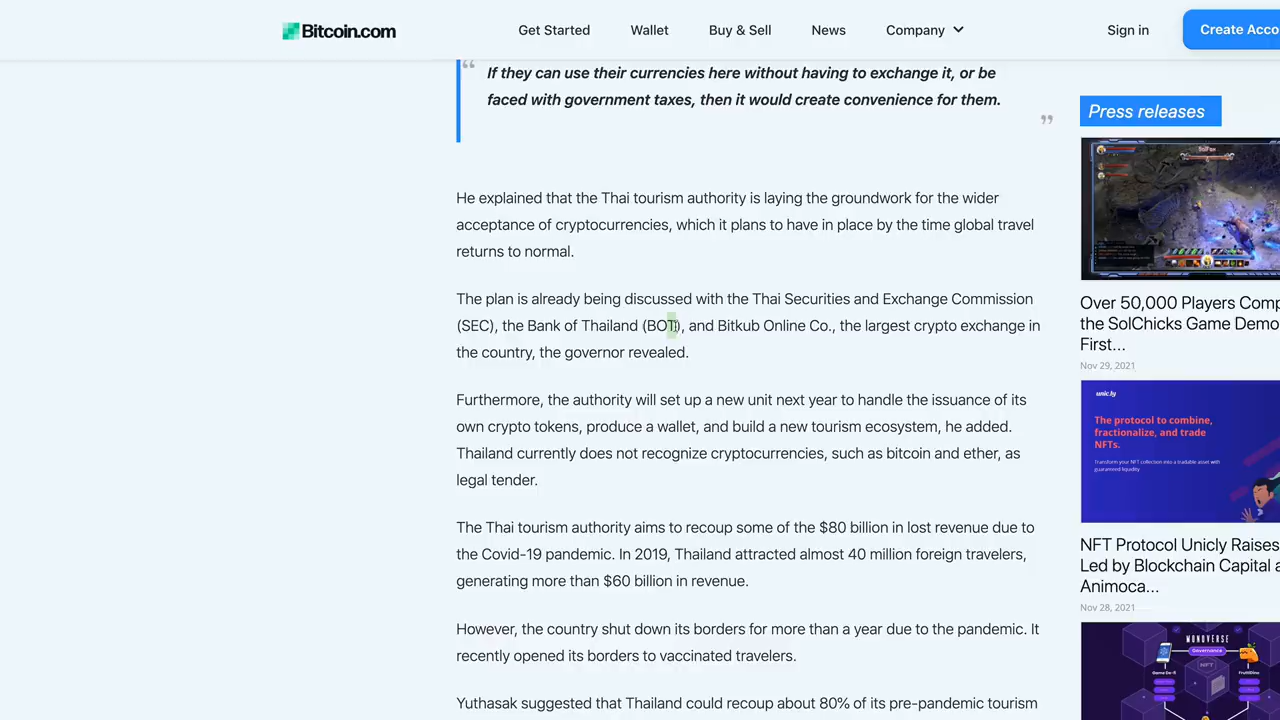 Bitcoin.com
Get Started
Wallet
Buy & Sell
News
Company
Sign in
Create Acco
“
If they can use their currencies here without having to exchange it, or be
faced with government taxes, then it would create convenience for them.
”
He explained that the Thai tourism authority is laying the groundwork for the wider
acceptance of cryptocurrencies, which it plans to have in place by the time global travel
returns to normal.
The plan is already being discussed with the Thai Securities and Exchange Commission
(SEC), the Bank of Thailand (BOT), and Bitkub Online Co., the largest crypto exchange in
the country, the governor revealed.
Furthermore, the authority will set up a new unit next year to handle the issuance of its
own crypto tokens, produce a wallet, and build a new tourism ecosystem, he added.
Thailand currently does not recognize cryptocurrencies, such as bitcoin and ether, as
legal tender.
The Thai tourism authority aims to recoup some of the $80 billion in lost revenue due to
the Covid-19 pandemic. In 2019, Thailand attracted almost 40 million foreign travelers,
generating more than $60 billion in revenue.
However, the country shut down its borders for more than a year due to the pandemic. It
recently opened its borders to vaccinated travelers.
Yuthasak suggested that Thailand could recoup about 80% of its pre-pandemic tourism
Press releases
Over 50,000 Players Comp
the SolChicks Game Demo
First...
Nov 29, 2021
unic.ly
The protocol to combine,
fractionalize, and trade
NFTs.
Transform your NFT collection into a tradable asset with
guaranteed liquidity
NFT Protocol Unicly Raises
Led by Blockchain Capital a
Animoca...
Nov 28, 2021
MONOVERSE
Governance
NFT